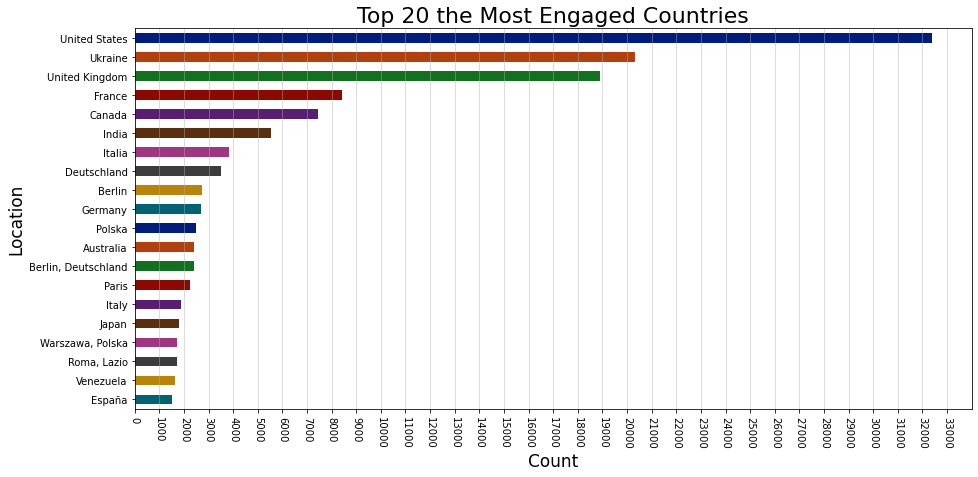 Top 20 the Most Engaged Countries
Location
United States
Ukraine
United Kingdom
France
Canada
India
Italia
Deutschland
Berlin
Germany
Polska
Australia
Berlin, Deutschland
Paris
Italy
Japan
Warszawa, Polska
Roma, Lazio
Venezuela
España
0
1000
2000
3000
4000
5000
6000
7000
8000
9000
10000
11000
12000
13000
14000
15000
16000
17000
18000
19000
20000
21000
22000
23000
24000
25000
26000
27000
28000
29000
30000
31000
32000
33000
Count